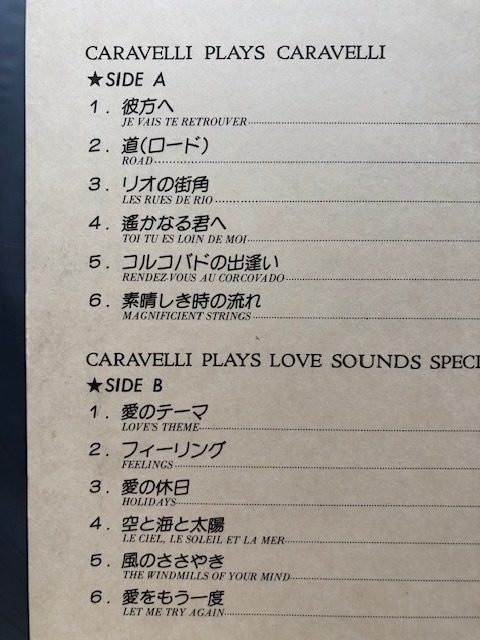 CARAVELLI PLAYS CARAVELLI
★SIDE A
1. 彼方へ
JE VAIS TE RETROUVER
2. 道(ロード)
ROAD
3. リオの街角
LES RUES DE RIO
4. 遙かなる君へ
TOI TU ES LOIN DE MOI
5. コルコバドの出逢い
RENDEZ-VOUS AU CORCOVADO
6. 素晴しき時の流れ
MAGNIFICIENT STRINGS
CARAVELLI PLAYS LOVE SOUNDS SPECI
★SIDE B
1. 愛のテーマ
LOVE'S THEME
2. フィーリング
FEELINGS
3. 愛の休日
HOLIDAYS
4. 空と海と太陽
LE CIEL, LE SOLEIL ET LA MER
5. 風のささやき
THE WINDMILLS OF YOUR MIND
6. 愛をもう一度
LET ME TRY AGAIN